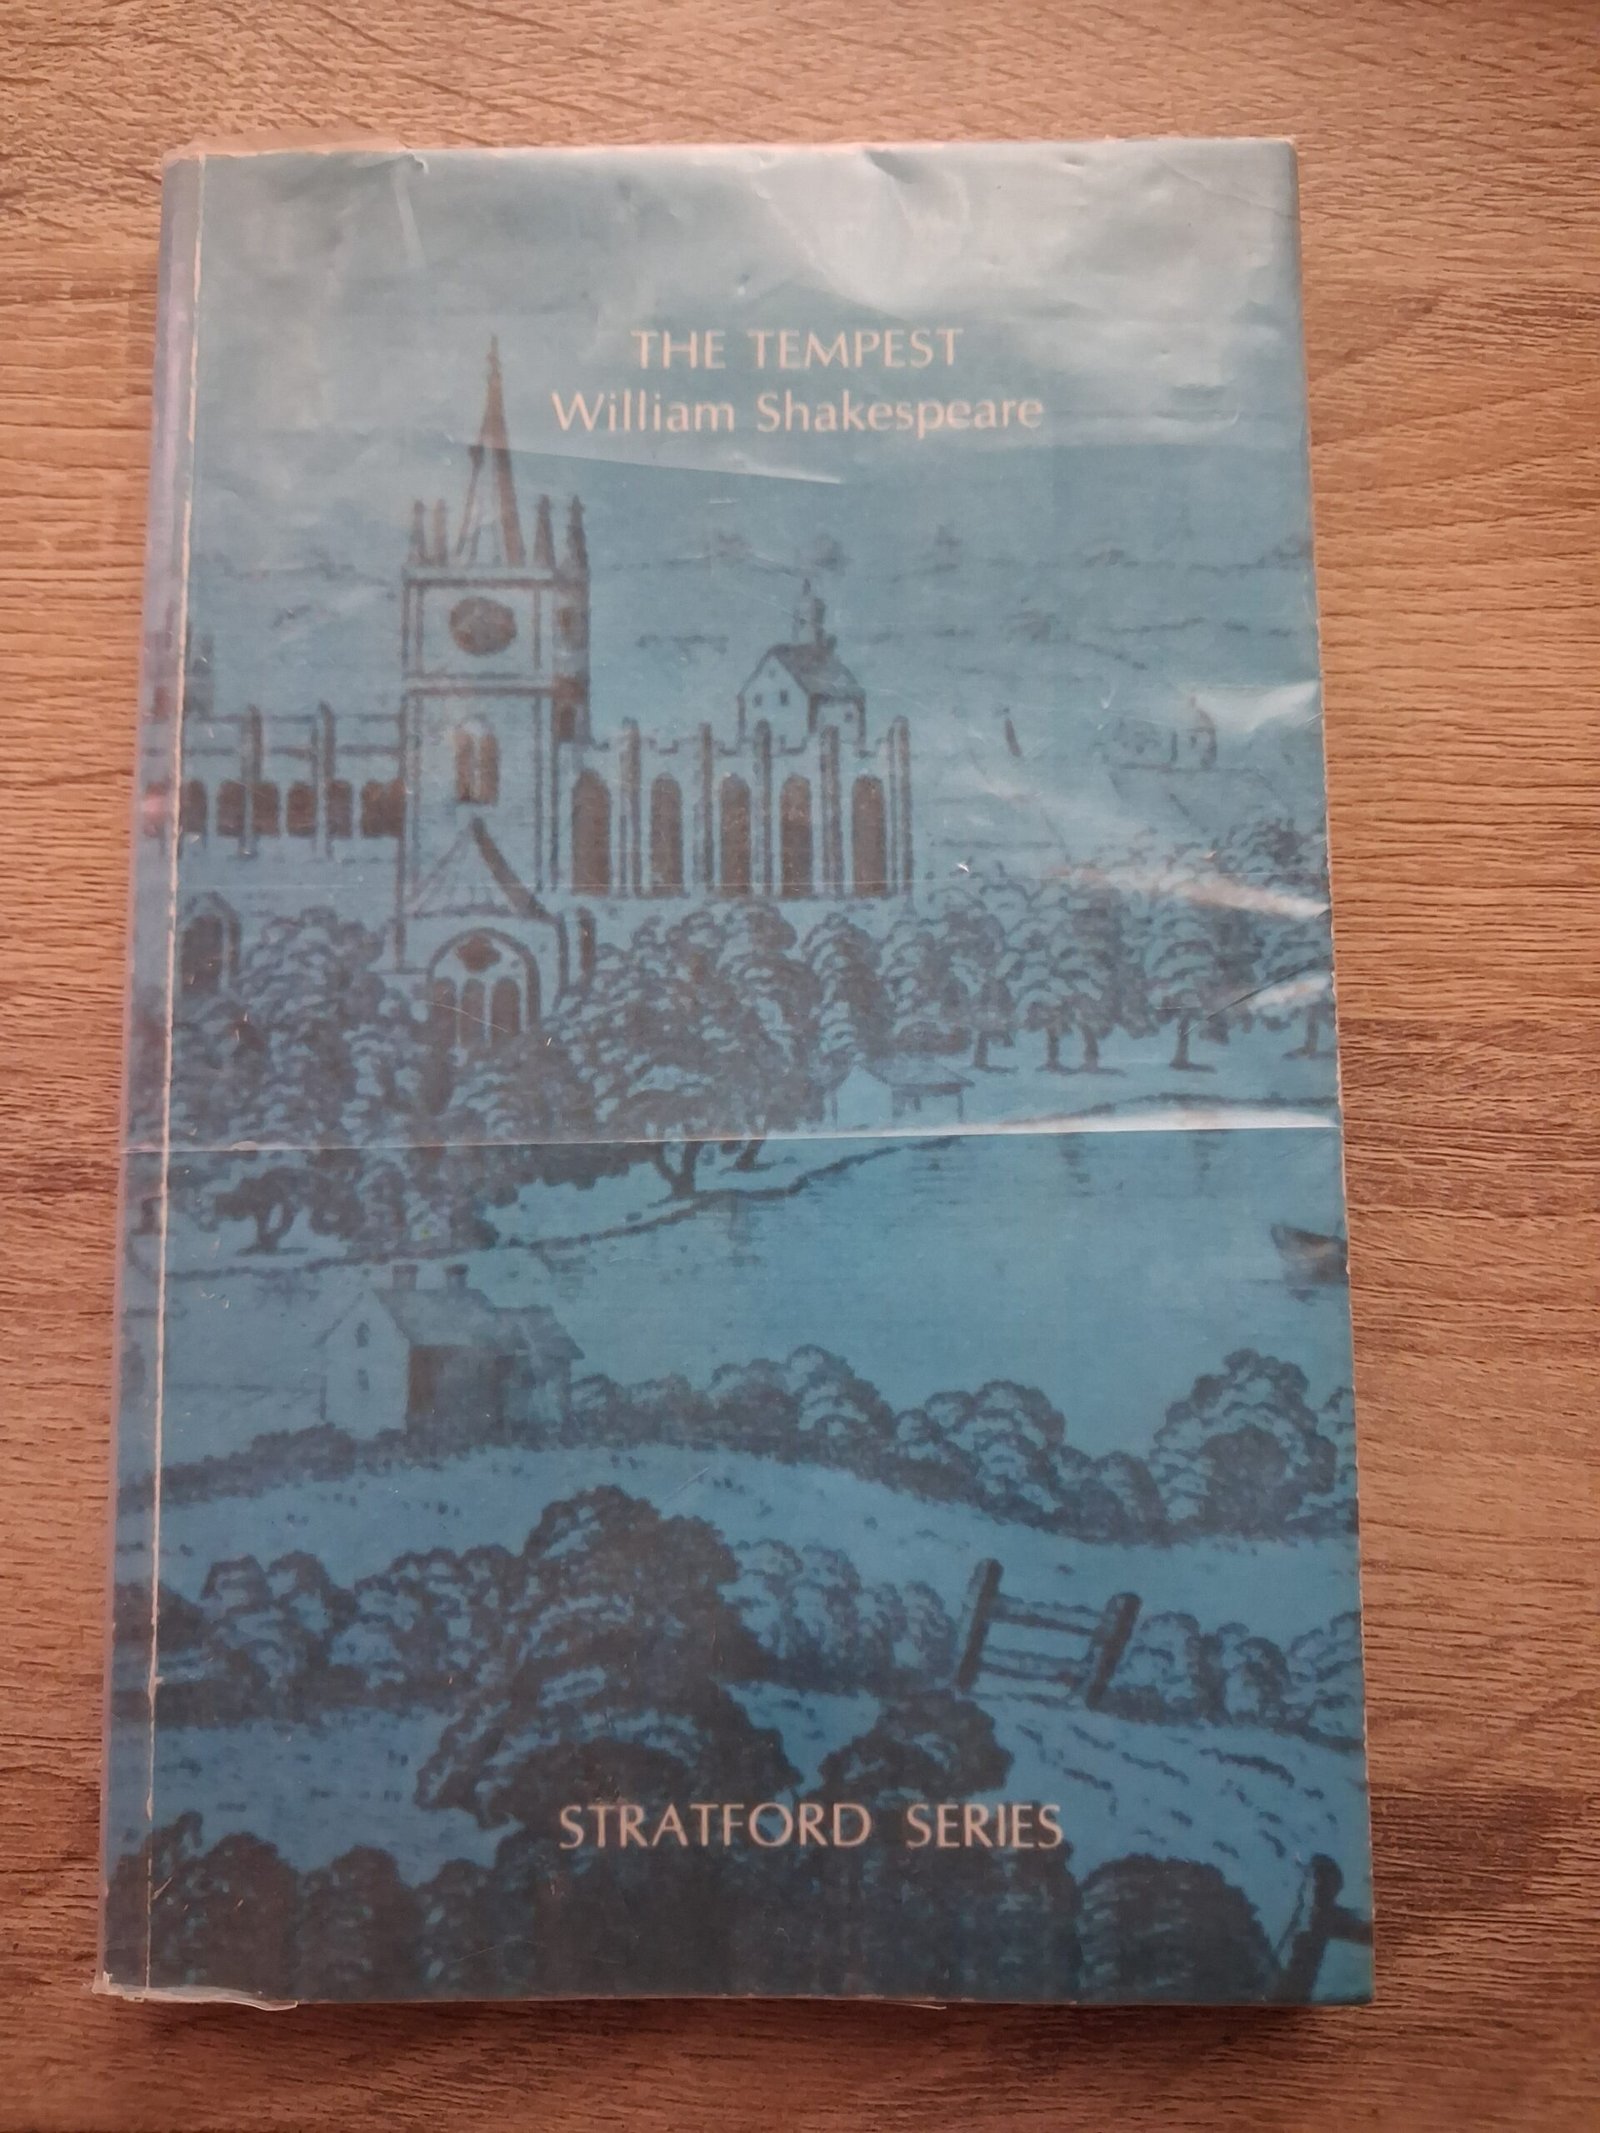 THE TEMPEST
William Shakespeare
STRATFORD SERIES